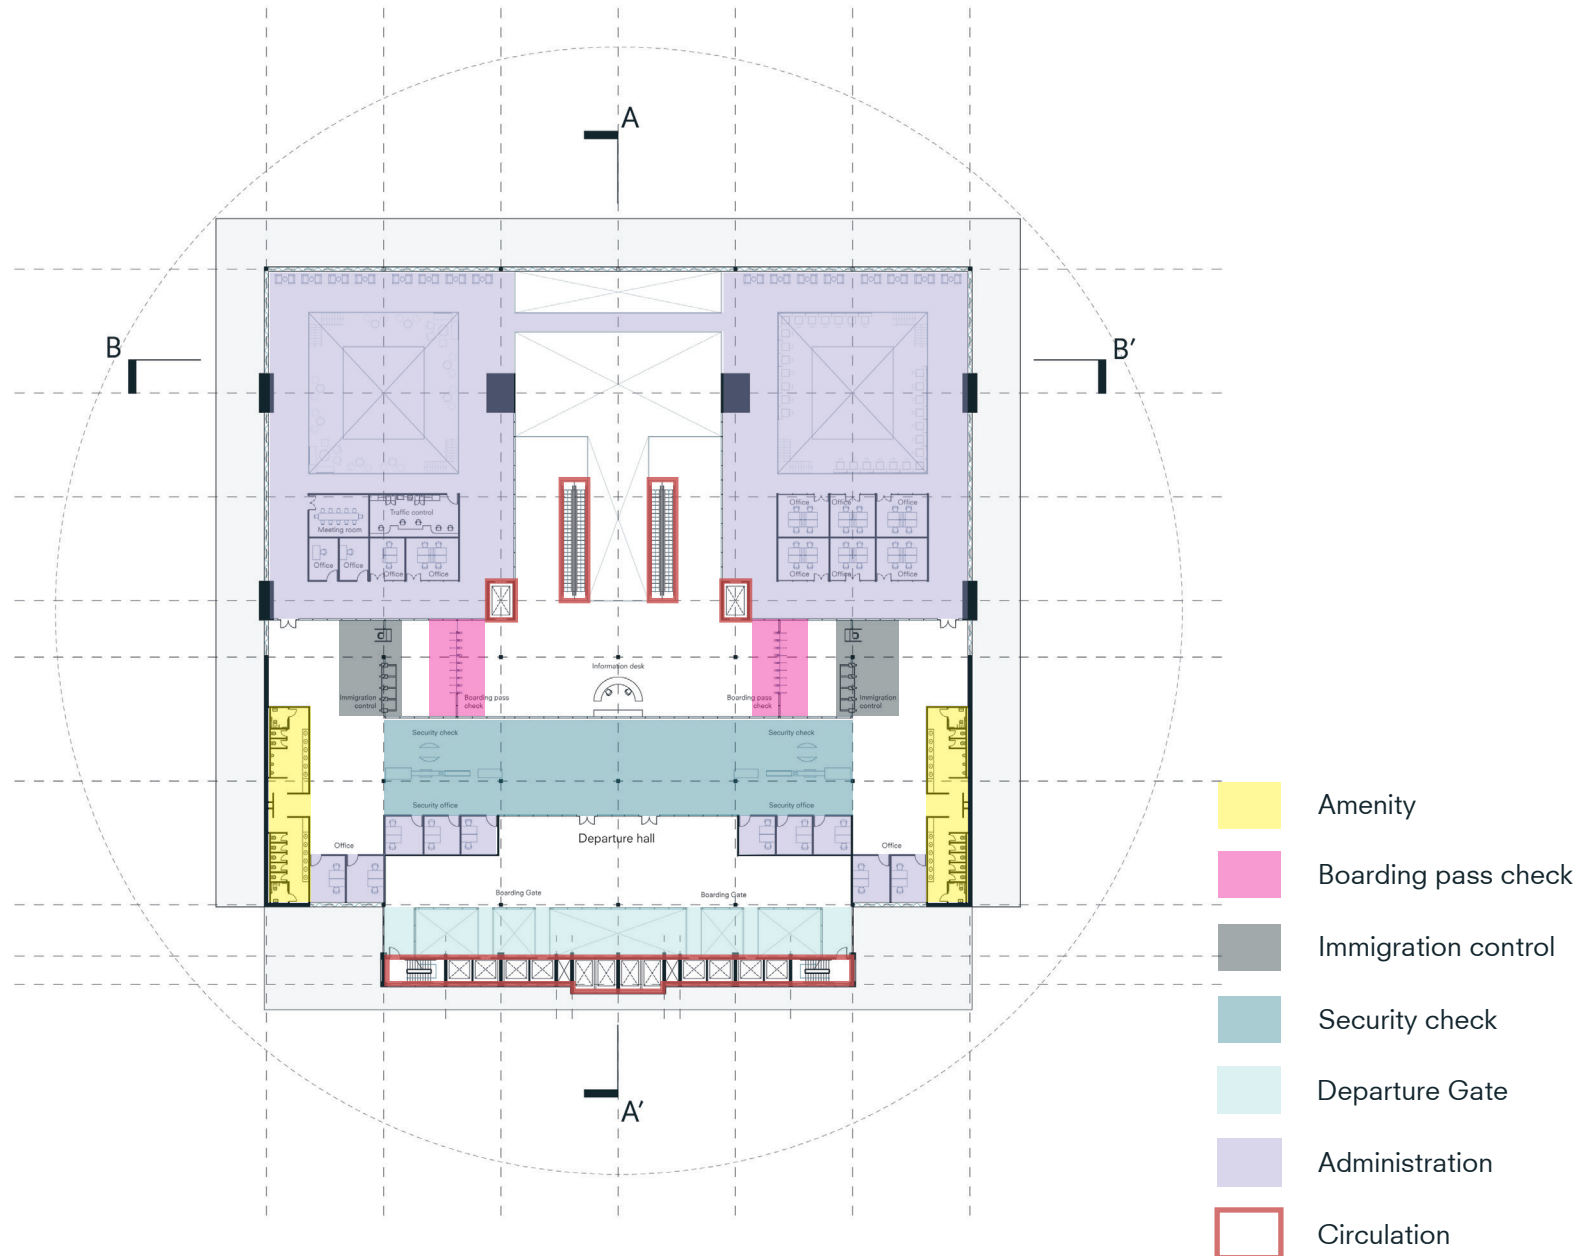 A
B
B′
Meeting room
Traffic control
Office
Office
Office
Office
Office
Office
Office
Office
Office
Office
Information desk
Immigration
control
Boarding pass
check
Boarding pass
check
Immigration
control
Security check
Security check
Security office
Security office
Departure hall
Office
Office
Boarding Gate
Boarding Gate
A′
Amenity
Boarding pass check
Immigration control
Security check
Departure Gate
Administration
Circulation